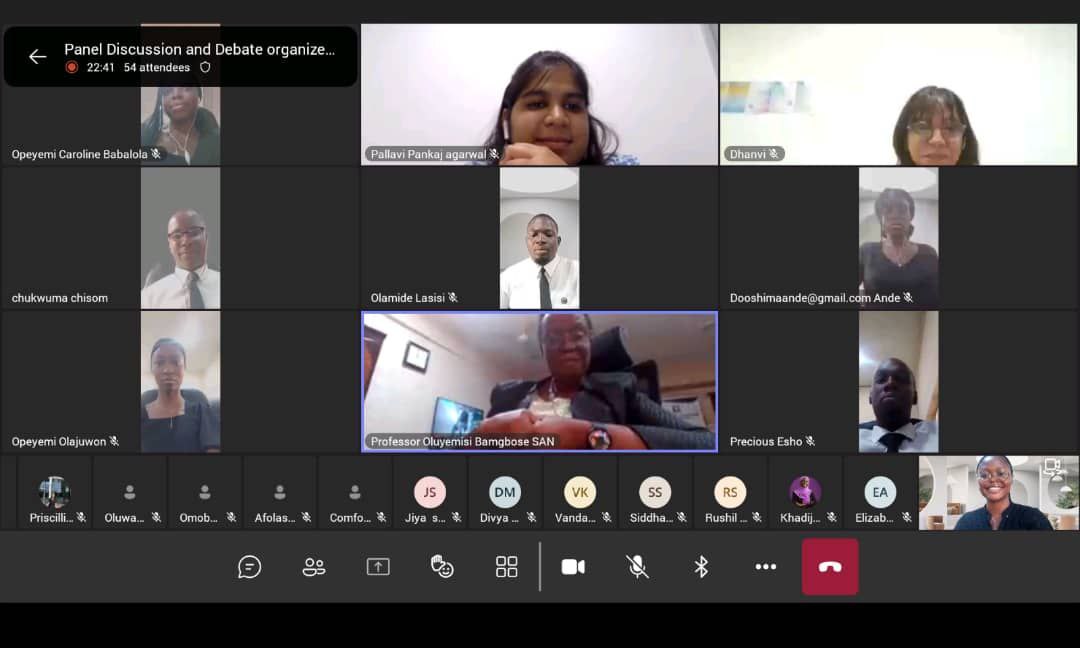 Panel Discussion and Debate organize...
22:41 54 attendees
Opeyemi Caroline Babalola
Pallavi Pankaj agarwal
Dhanvi
chukwuma chisom
Olamide Lasisi
Dooshimaande@gmail.com Ande
Opeyemi Olajuwon
Professor Oluyemisi Bamgbose SAN
Precious Esho
JS
DM
VK
SS
RS
EA
Priscilli...
Oluwa...
Omob...
Afolas...
Comfo...
Jiya s...
Divya ...
Vanda...
Siddha...
Rushil ...
Khadij...
Elizab...